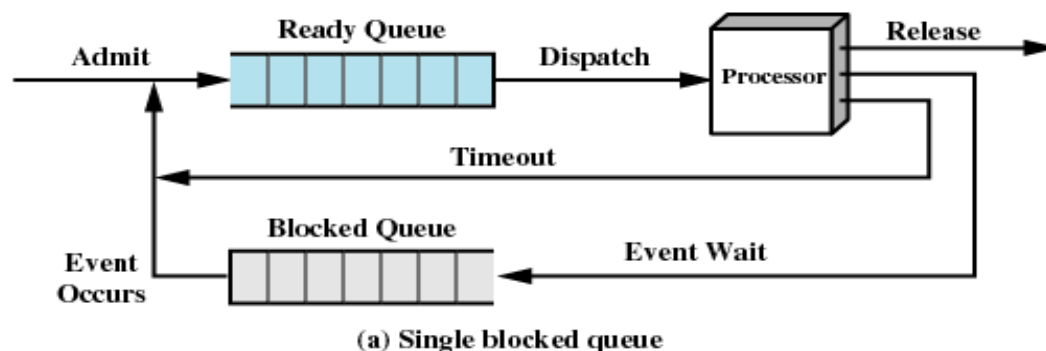 Ready Queue
Release
Admit
Dispatch
Processor
Timeout
Blocked Queue
Event Wait
Event
Occurs
(a) Single blocked queue